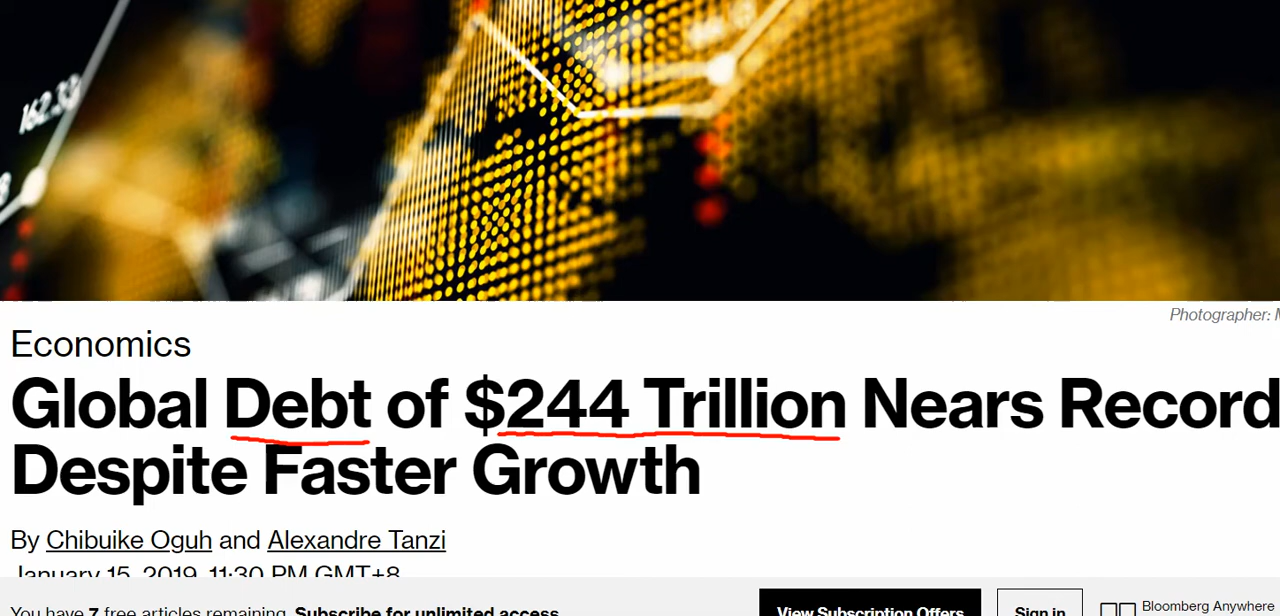 162.33
Photographer:
Economics
Global Debt of $244 Trillion Nears Record
Despite Faster Growth
By Chibuike Oguh and Alexandre Tanzi
January 15, 2019, 11:30 PM GMT+8
You have 7 free articles remaining. Subscribe for unlimited access.
View Subscription Offers
Sign in
Bloomberg Anywhere